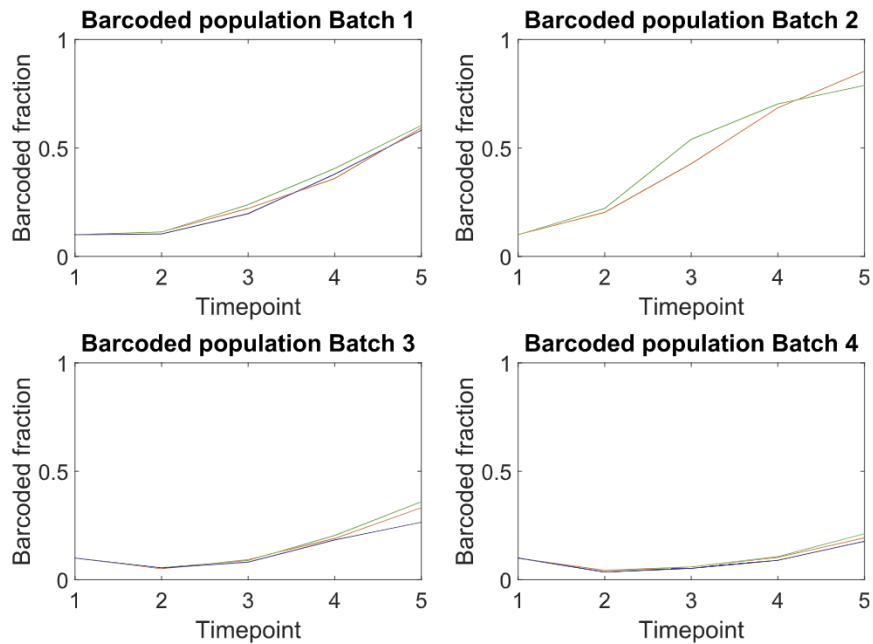 Barcoded population Batch 1
1
0.5
0
Barcoded fraction
1 2 3 4 5
Timepoint
Barcoded population Batch 2
1
0.5
0
Barcoded fraction
1 2 3 4 5
Timepoint
Barcoded population Batch 3
1
0.5
0
Barcoded fraction
1 2 3 4 5
Timepoint
Barcoded population Batch 4
1
0.5
0
Barcoded fraction
1 2 3 4 5
Timepoint